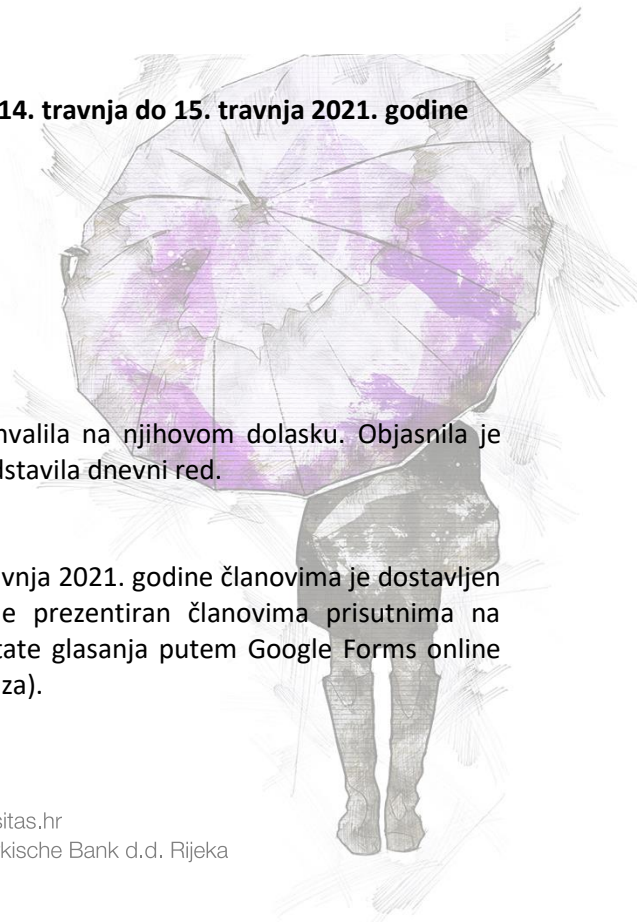 14. travnja do 15. travnja 2021. godine
hvalila na njihovom dolasku. Objasnila je
dstavila dnevni red.
vnja 2021. godine članovima je dostavljen
e prezentiran članovima prisutnima na
tate glasanja putem Google Forms online
za).
sitas.hr
kische Bank d.d. Rijeka